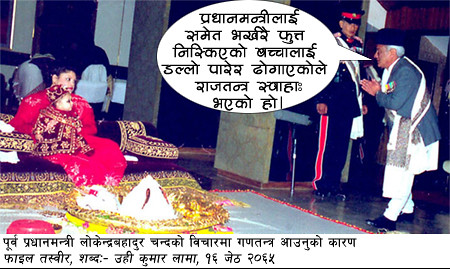 प्रधानमन्त्रीलाई
समेत भर्खरै फुत्त
निस्किएको बच्चालाई
डल्लो पारेर ढोगाएकोले
राजतन्त्र स्वाहाः
भएको हो।
पूर्व प्रधानमन्त्री लोकेन्द्रबहादुर चन्दको विचारमा गणतन्त्र आउनुको कारण
फाइल तस्वीर, शब्दः- उही कुमार लामा, १६ जेठ २०६५